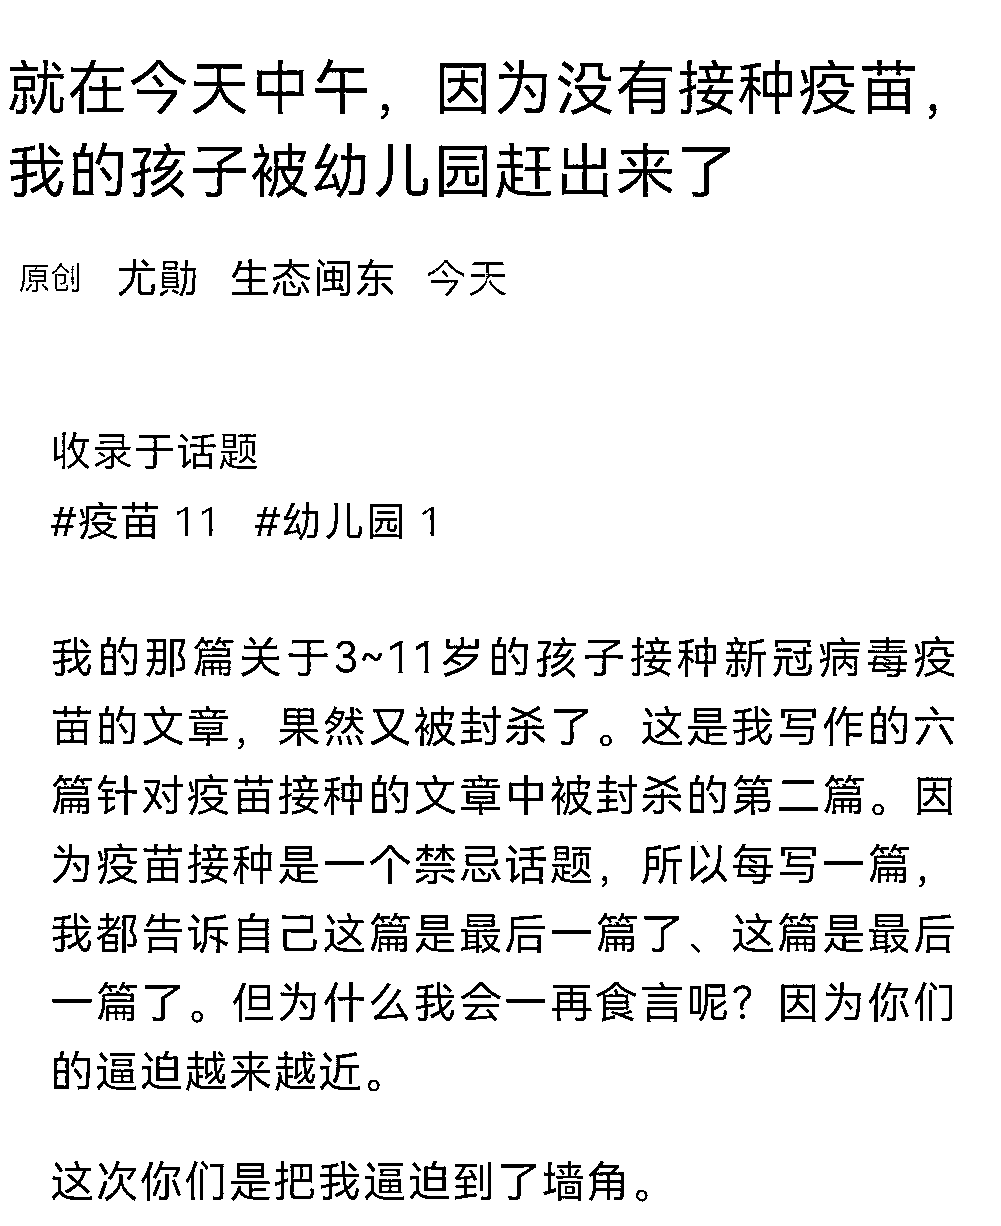 就在今天中午，因为没有接种疫苗，
我的孩子被幼儿园赶出来了
原创 尤勋 生态闽东 今天
收录于话题
#疫苗 11 #幼儿园 1
我的那篇关于3~11岁的孩子接种新冠病毒疫
苗的文章，果然又被封杀了。这是我写作的六
篇针对疫苗接种的文章中被封杀的第二篇。因
为疫苗接种是一个禁忌话题，所以每写一篇，
我都告诉自己这篇是最后一篇了、这篇是最后
一篇了。但为什么我会一再食言呢？因为你们
的逼迫越来越近。
这次你们是把我逼迫到了墙角。